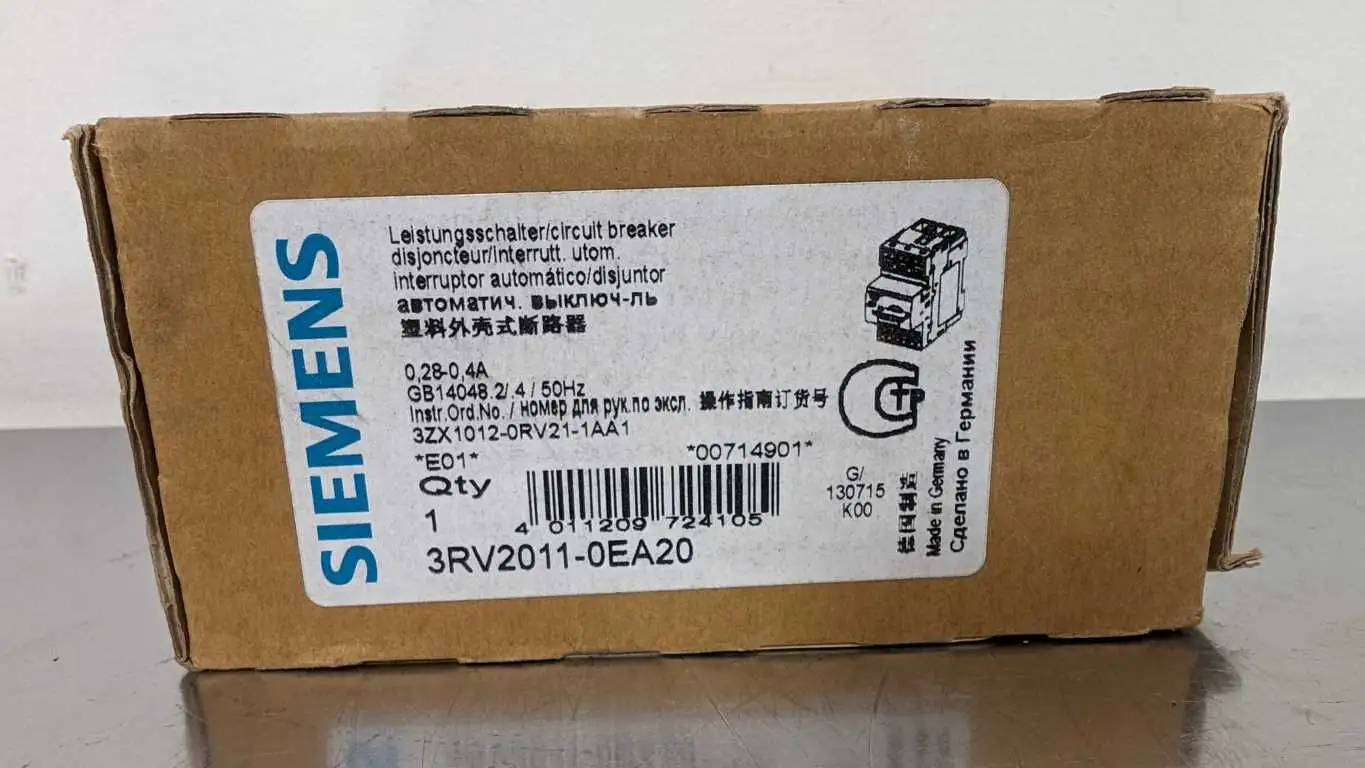 SIEMENS
Leistungsschalter/circuit breaker
disjoncteur/interrutt. utom.
interruptor automático/disjuntor
автоматич. выключ-ль
塑料外壳式断路器
0,28-0,4A
GB14048.2/.4 / 50Hz
Instr.Ord.No. / номер для рук.по эксл. 操作指南订货号
3ZX1012-0RV21-1AA1
*E01*
*00714901*
Qty
1
4 011209 724105
3RV2011-0EA20
G/
130715
K00
德国制造
Made in Germany
Сделано в Германии